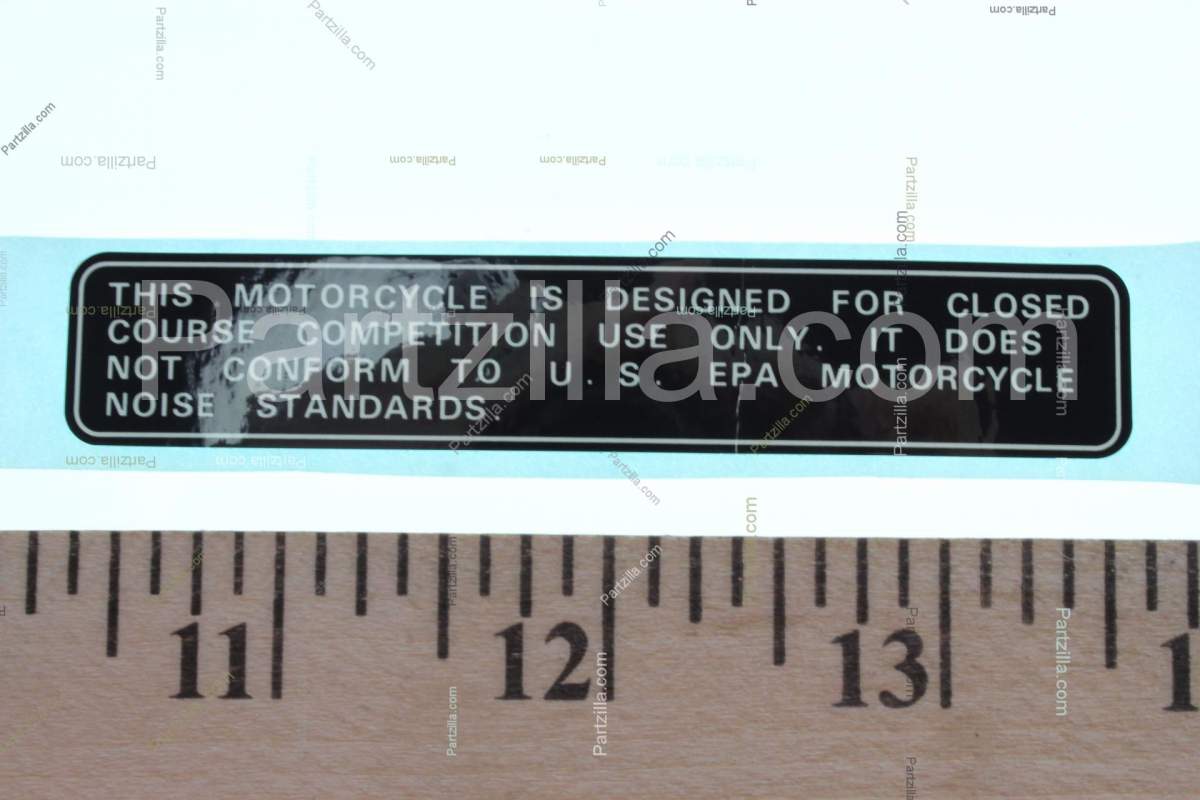 THIS MOTORCYCLE IS DESIGNED FOR CLOSED
COURSE COMPETITION USE ONLY. IT DOES
NOT CONFORM TO U.S. EPA MOTORCYCLE
NOISE STANDARDS.
Partzilla.com
11 12 13 1